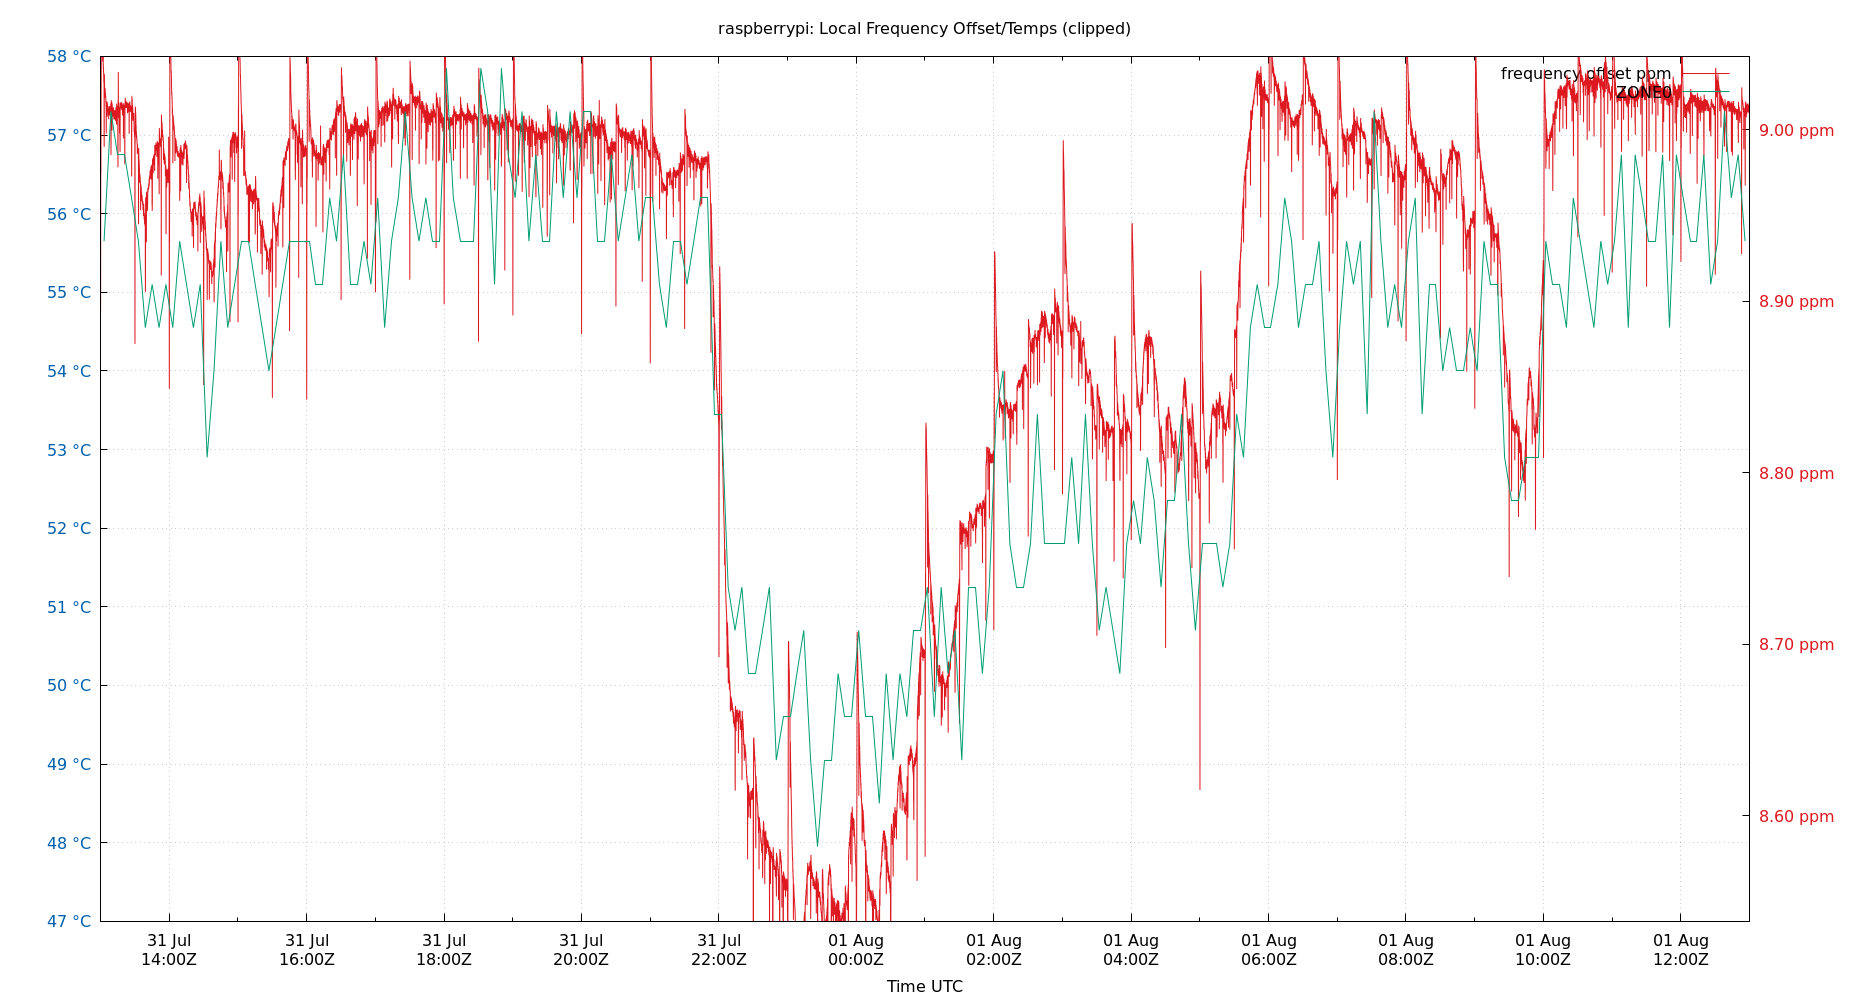 raspberrypi: Local Frequency Offset/Temps (clipped)
58 °C
57 °C
56 °C
55 °C
54 °C
53 °C
52 °C
51 °C
50 °C
49 °C
48 °C
47 °C
frequency offset ppm
ZONE0
9.00 ppm
8.90 ppm
8.80 ppm
8.70 ppm
8.60 ppm
31 Jul
14:00Z
31 Jul
16:00Z
31 Jul
18:00Z
31 Jul
20:00Z
31 Jul
22:00Z
01 Aug
00:00Z
01 Aug
02:00Z
01 Aug
04:00Z
01 Aug
06:00Z
01 Aug
08:00Z
01 Aug
10:00Z
01 Aug
12:00Z
Time UTC